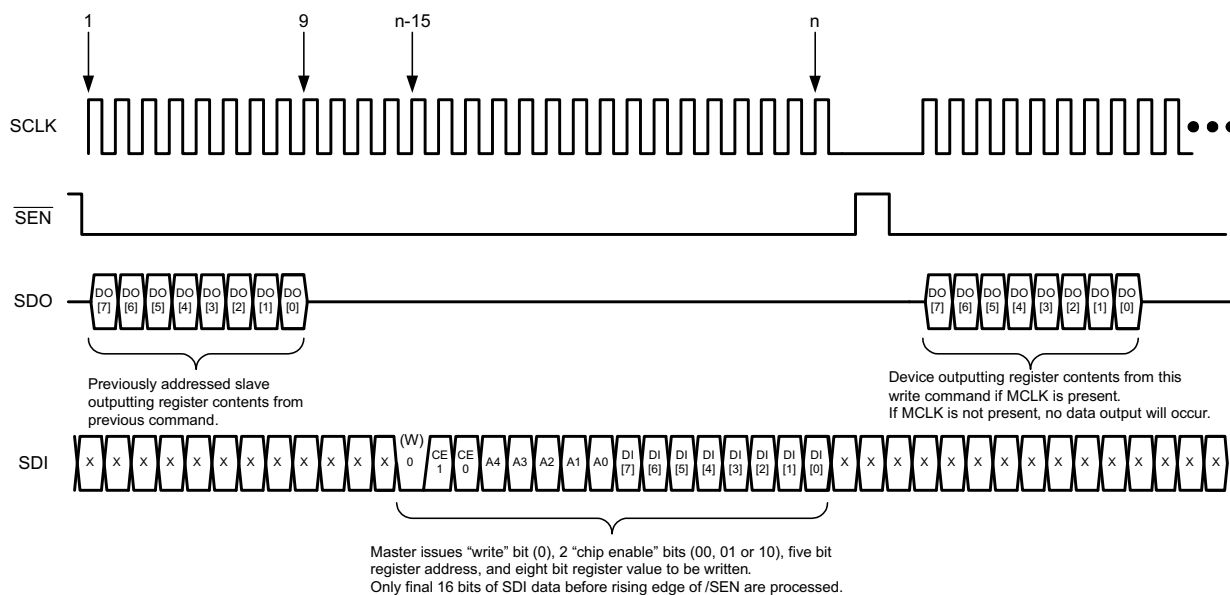 1 9 n-15 n
SCLK
SEN
SDO
DO [7] DO [6] DO [5] DO [4] DO [3] DO [2] DO [1] DO [0]
DO [7] DO [6] DO [5] DO [4] DO [3] DO [2] DO [1] DO [0]
Previously addressed slave
outputting register contents from
previous command.
Device outputting register contents from this
write command if MCLK is present.
If MCLK is not present, no data output will occur.
SDI
X X X X X X X X X X X X (W) 0 CE 1 CE 0 A4 A3 A2 A1 A0 DI [7] DI [6] DI [5] DI [4] DI [3] DI [2] DI [1] DI [0] X X X X X X X X X X X X X X X
Master issues “write” bit (0), 2 “chip enable” bits (00, 01 or 10), five bit
register address, and eight bit register value to be written.
Only final 16 bits of SDI data before rising edge of /SEN are processed.